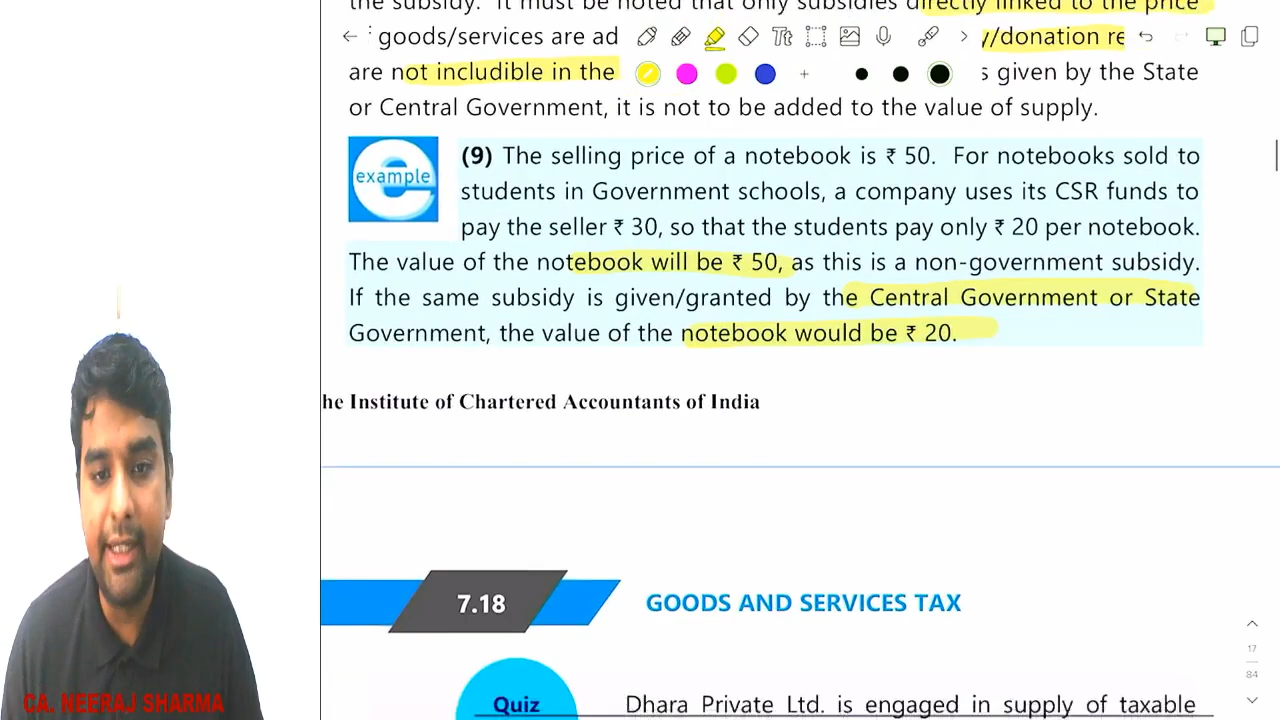 the subsidy. It must be noted that only subsidies directly linked to the price
goods/services are ad y/donation re
are not includible in the s given by the State
or Central Government, it is not to be added to the value of supply.
example
(9) The selling price of a notebook is ₹ 50. For notebooks sold to
students in Government schools, a company uses its CSR funds to
pay the seller ₹ 30, so that the students pay only ₹ 20 per notebook.
The value of the notebook will be ₹ 50, as this is a non-government subsidy.
If the same subsidy is given/granted by the Central Government or State
Government, the value of the notebook would be ₹ 20.
he Institute of Chartered Accountants of India
7.18 GOODS AND SERVICES TAX
17
84
Quiz
Dhara Private Ltd. is engaged in supply of taxable
CA. NEERAJ SHARMA